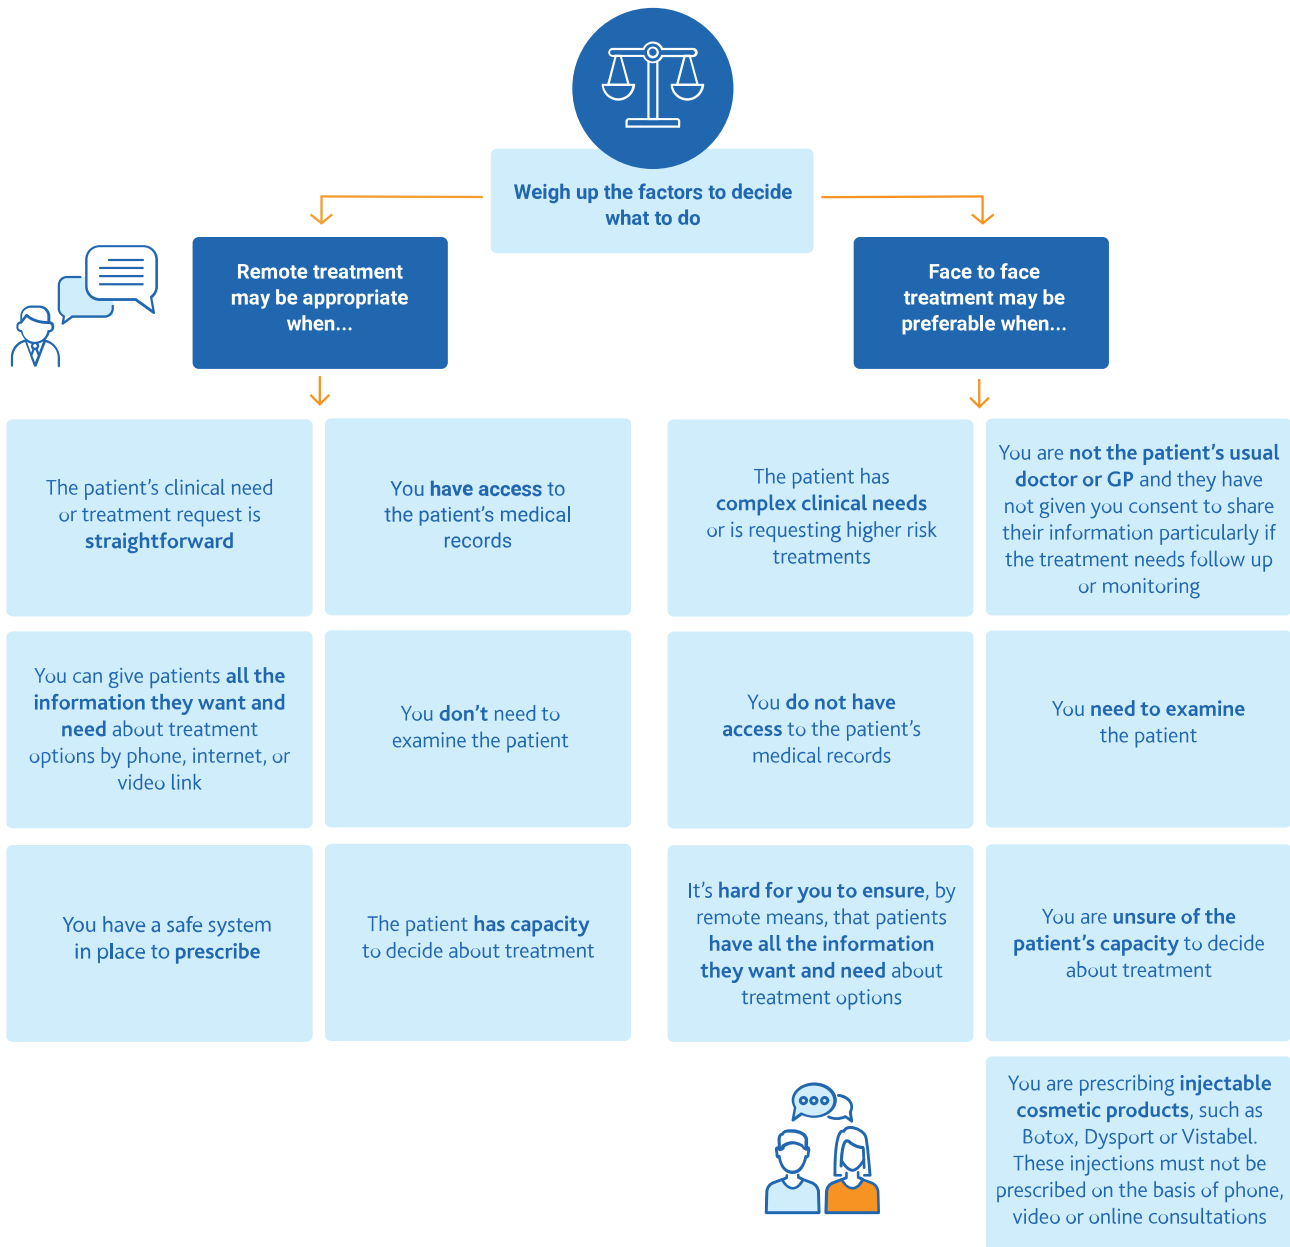 Weigh up the factors to decide
what to do
Remote treatment
may be appropriate
when...
Face to face
treatment may be
preferable when...
The patient's clinical need
or treatment request is
straightforward
You have access to
the patient's medical
records
You can give patients all the
information they want and
need about treatment
options by phone, internet, or
video link
You don't need to
examine the patient
You have a safe system
in place to prescribe
The patient has capacity
to decide about treatment
The patient has
complex clinical needs
or is requesting higher risk
treatments
You are not the patient's usual
doctor or GP and they have
not given you consent to share
their information particularly if
the treatment needs follow up
or monitoring
You do not have
access to the patient's
medical records
You need to examine
the patient
It's hard for you to ensure, by
remote means, that patients
have all the information
they want and need about
treatment options
You are unsure of the
patient's capacity to decide
about treatment
You are prescribing injectable
cosmetic products, such as
Botox, Dysport or Vistabel.
These injections must not be
prescribed on the basis of phone,
video or online consultations